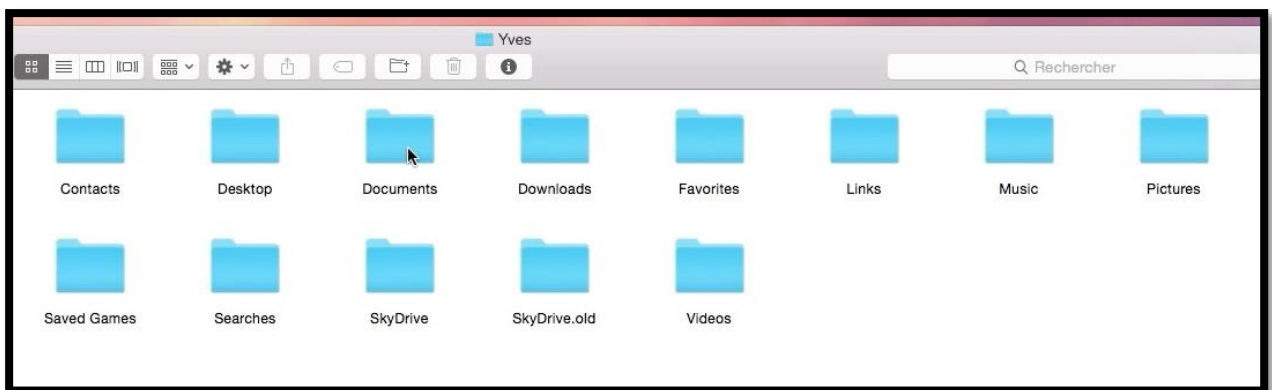 Yves
Rechercher
Contacts Desktop Documents Downloads Favorites Links Music Pictures
Saved Games Searches SkyDrive SkyDrive.old Videos